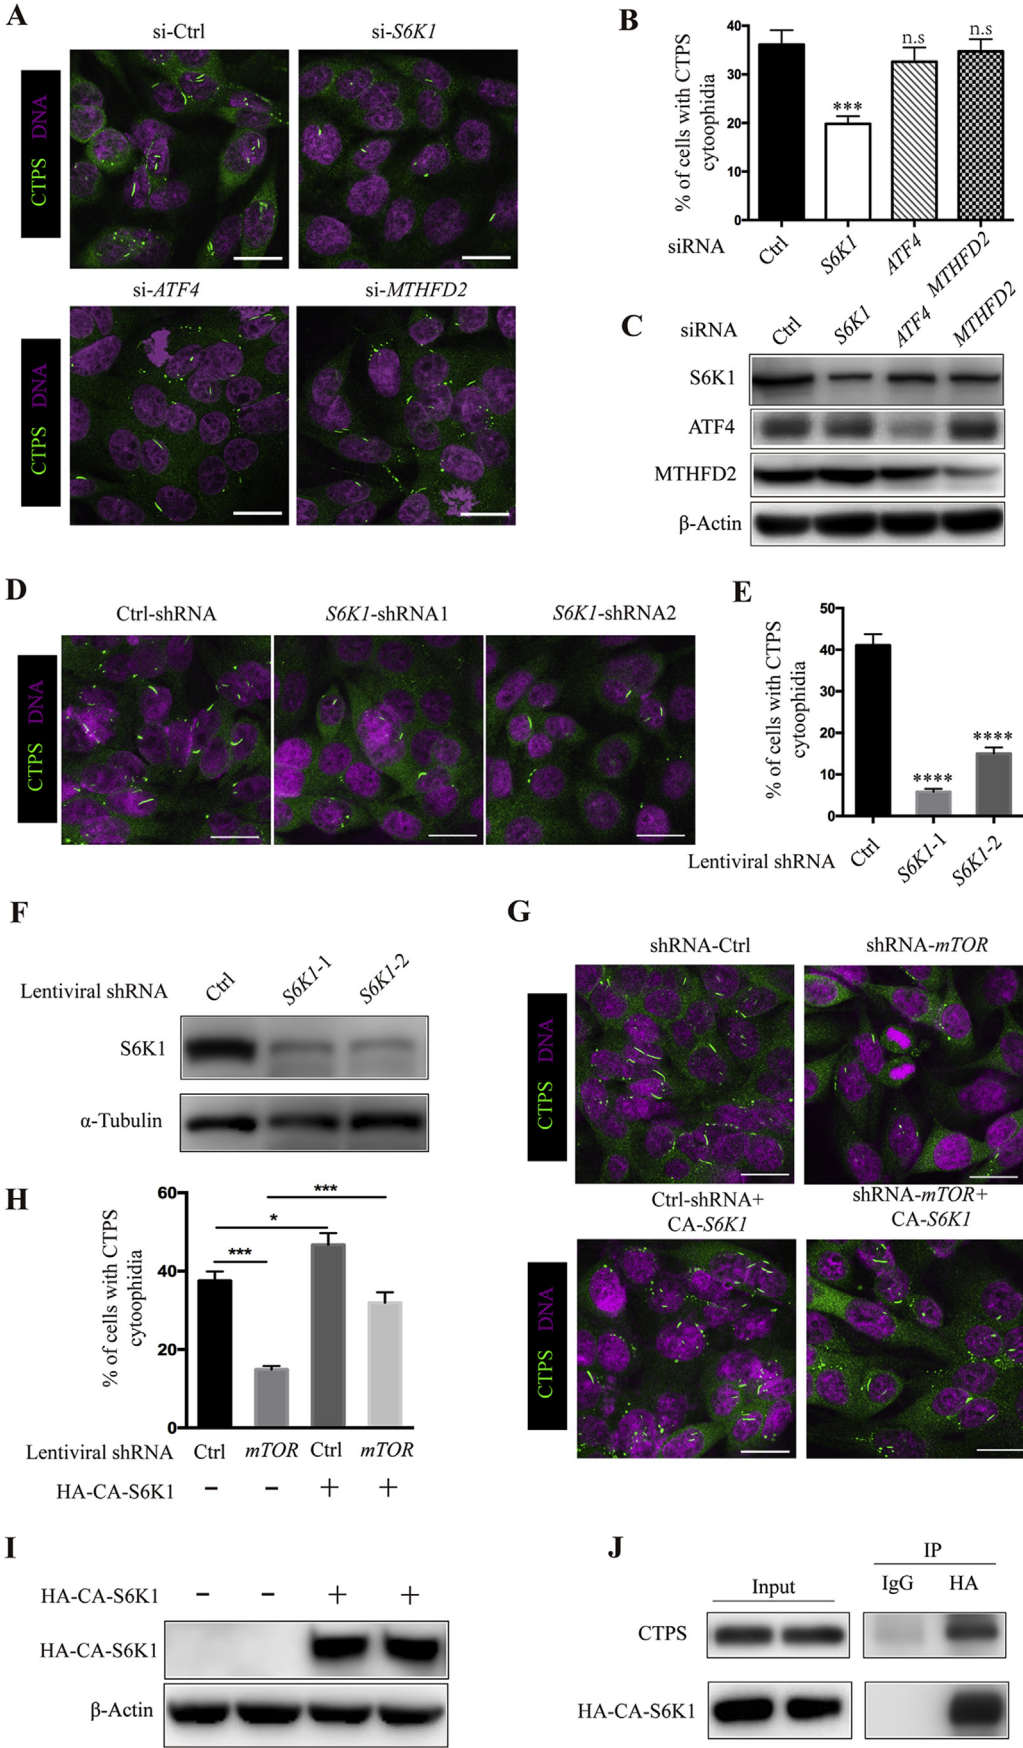 A
si-Ctrl
si-S6K1
CTPS DNA
si-ATF4
si-MTHFD2
CTPS DNA
B
% of cells with CTPS
cytoophidia
40
30
20
10
0
***
n.s
n.s
siRNA
Ctrl
S6K1
ATF4
MTHFD2
C
siRNA
Ctrl
S6K1
ATF4
MTHFD2
S6K1
ATF4
MTHFD2
β-Actin
D
Ctrl-shRNA
S6K1-shRNA1
S6K1-shRNA2
CTPS DNA
E
% of cells with CTPS
cytoophidia
50
40
30
20
10
0
****
****
Lentiviral shRNA
Ctrl
S6K1-1
S6K1-2
F
Lentiviral shRNA
Ctrl
S6K1-1
S6K1-2
S6K1
α-Tubulin
G
shRNA-Ctrl
shRNA-mTOR
CTPS DNA
Ctrl-shRNA+
CA-S6K1
shRNA-mTOR+
CA-S6K1
CTPS DNA
H
% of cells with CTPS
cytoophidia
60
40
20
0
***
*
***
Lentiviral shRNA Ctrl mTOR Ctrl mTOR
HA-CA-S6K1 − − + +
I
HA-CA-S6K1 − − + +
HA-CA-S6K1
β-Actin
J
Input
IP
IgG HA
CTPS
HA-CA-S6K1